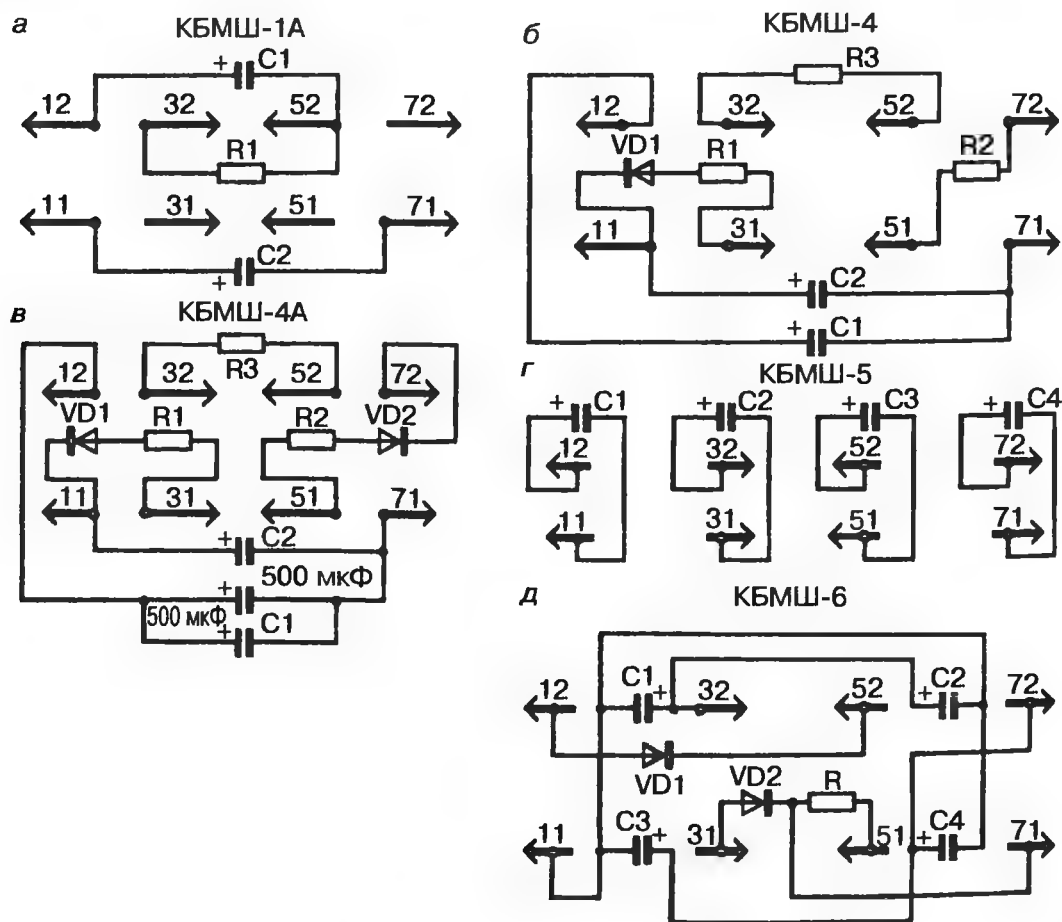 а
КБМШ-1А
+ C1
12 32 52 72
R1
11 31 51 71
+ C2
б
КБМШ-4
R3
12 32 52 72
VD1 R1 R2
11 31 51 71
+ C2
+ C1
в
КБМШ-4А
R3
12 32 52 72
VD1 R1 R2 VD2
11 31 51 71
+ C2
500 мкФ
+
500 мкФ
+ C1
г
КБМШ-5
+ C1 + C2 + C3 + C4
12 32 52 72
11 31 51 71
д
КБМШ-6
12 C1 + 32 52 + C2 72
VD1
VD2 R
11 C3 + 31 51 + C4 71